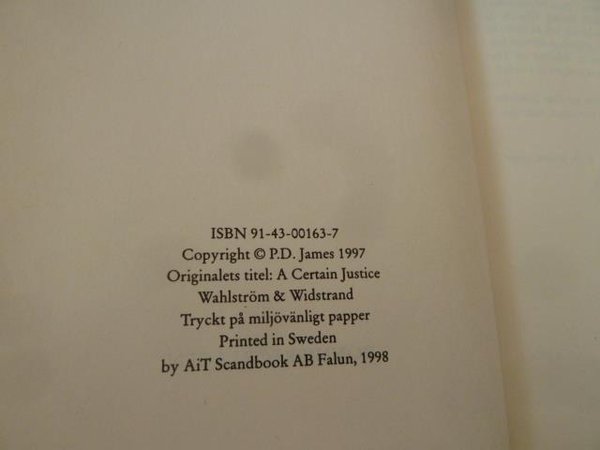 ISBN 91-43-00163-7
Copyright © P.D. James 1997
Originalets titel: A Certain Justice
Wahlström & Widstrand
Tryckt på miljövänligt papper
Printed in Sweden
by AiT Scandbook AB Falun, 1998